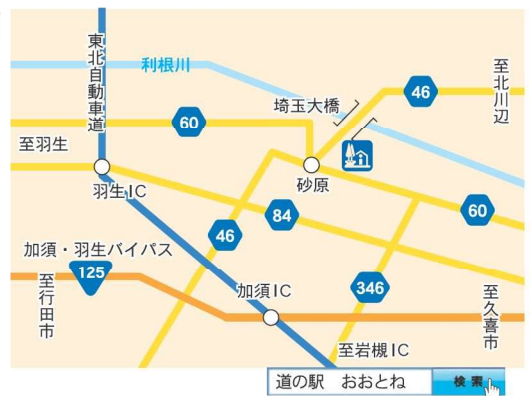 東北自動車道
利根川
埼玉大橋
46
至北川辺
60
至羽生
羽生IC
砂原
84
46
60
加須・羽生バイパス
125
至行田市
加須IC
346
至久喜市
至岩槻IC
道の駅 おおとね
検索